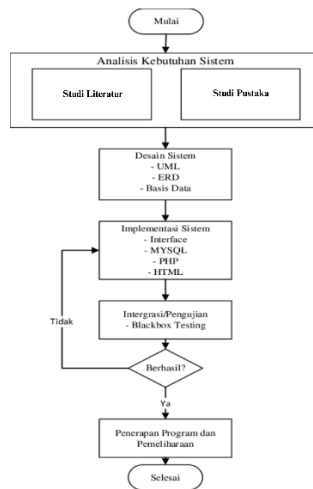 Mulai
Analisis Kebutuhan Sistem
Studi Literatur
Studi Pustaka
Desain Sistem
- UML
- ERD
- Basis Data
Implementasi Sistem
- Interface
- MYSQL
- PHP
- HTML
Intergrasi/Pengujian
- Blackbox Testing
Tidak
Berhasil?
Ya
Penerapan Program dan
Pemeliharaan
Selesai